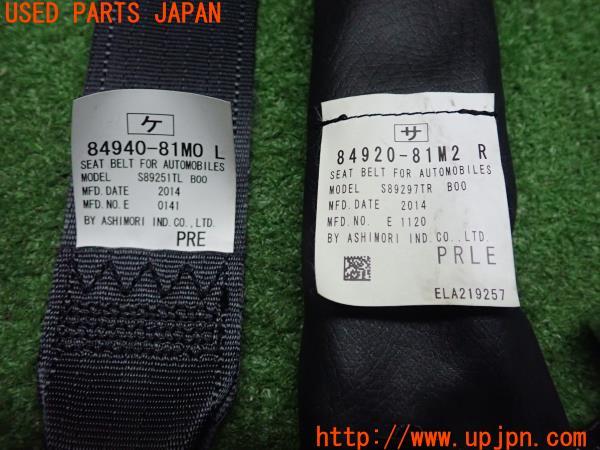 USED PARTS JAPAN
ケ
84940-81M0 L
SEAT BELT FOR AUTOMOBILES
MODEL S89251TL B00
MFD.DATE 2014
MFD.NO.E 0141
BY ASHIMORI IND.CO.,LTD.
PRE
サ
84920-81M2 R
SEAT BELT FOR AUTOMOBILES
MODEL S89297TR B00
MFD.DATE 2014
MFD.NO. E 1120
BY ASHIMORI IND.CO.,LTD.
PRLE
ELA219257
http://www.upjpn.com/